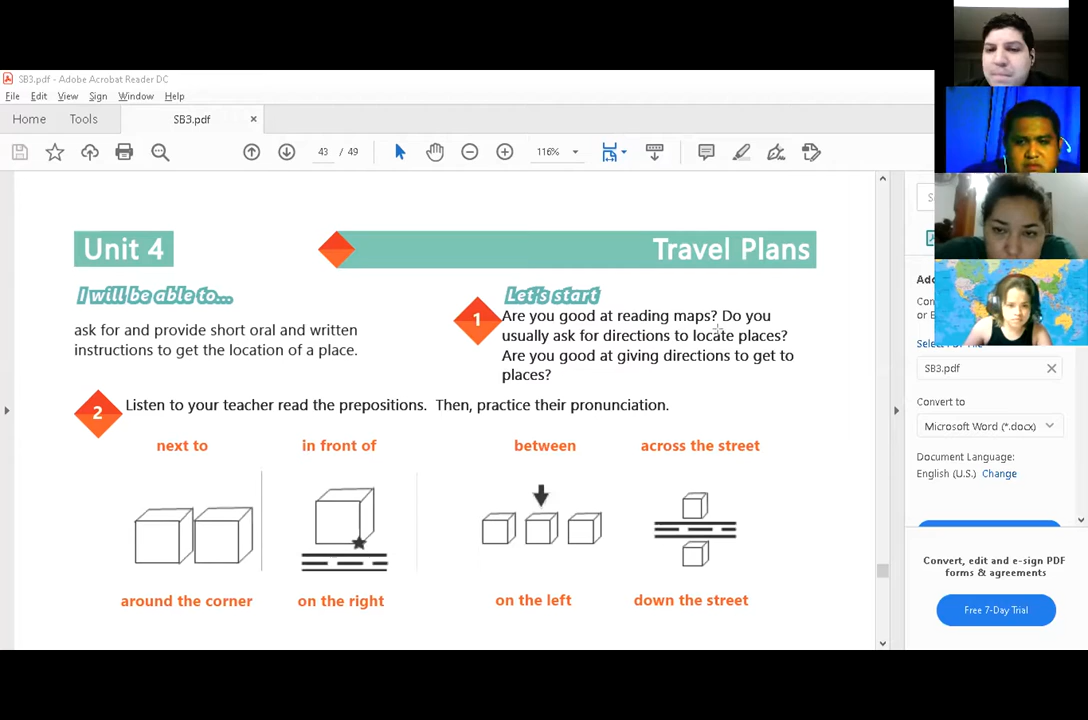 SB3.pdf - Adobe Acrobat Reader DC
File Edit View Sign Window Help
Home Tools SB3.pdf
43 / 49 116%
Unit 4
Travel Plans
I will be able to...
ask for and provide short oral and written
instructions to get the location of a place.
Let's start
1
Are you good at reading maps? Do you
usually ask for directions to locate places?
Are you good at giving directions to get to
places?
2
Listen to your teacher read the prepositions. Then, practice their pronunciation.
next to in front of between across the street
around the corner on the right on the left down the street
SB3.pdf
Convert to
Microsoft Word (*.docx)
Document Language:
English (U.S.) Change
Convert, edit and e-sign PDF
forms & agreements
Free 7-Day Trial